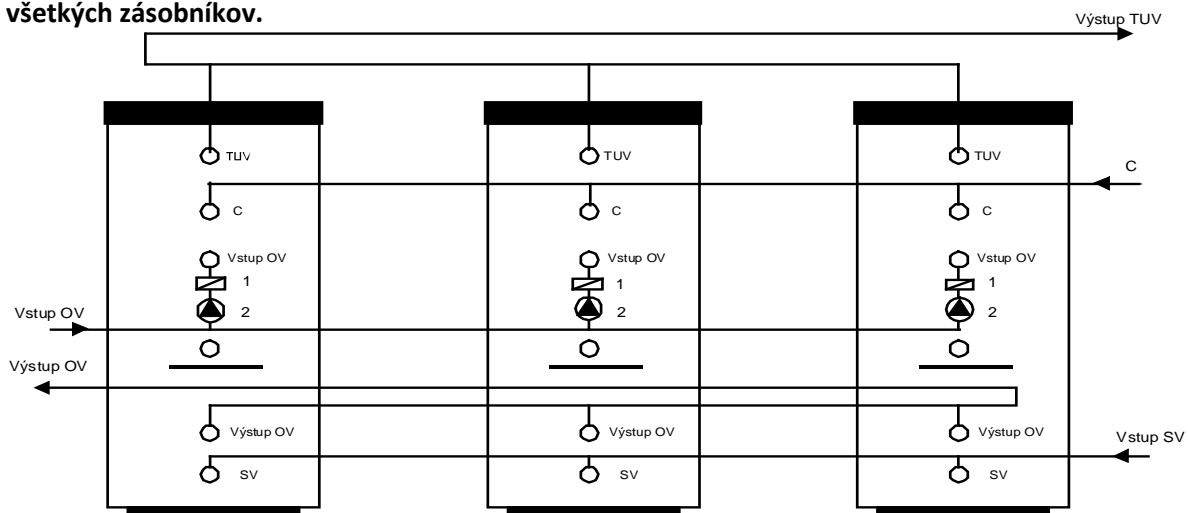 všetkých zásobníkov.
Výstup TUV
TUV TUV TUV
C
C C C
Vstup OV Vstup OV Vstup OV
1 1 1
Vstup OV 2 2 2
Výstup OV
Výstup OV Výstup OV Výstup OV
Vstup SV
SV SV SV